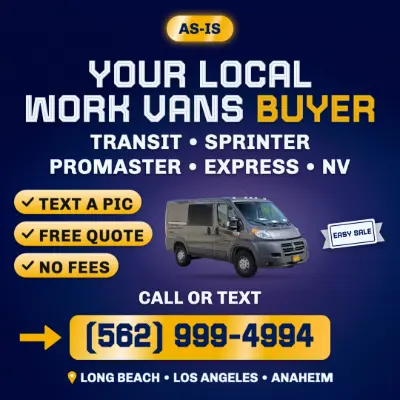 AS-IS
YOUR LOCAL
WORK VANS BUYER
TRANSIT • SPRINTER
PROMASTER • EXPRESS • NV
TEXT A PIC
FREE QUOTE
NO FEES
EASY SALE
CALL OR TEXT
(562) 999-4994
LONG BEACH • LOS ANGELES • ANAHEIM